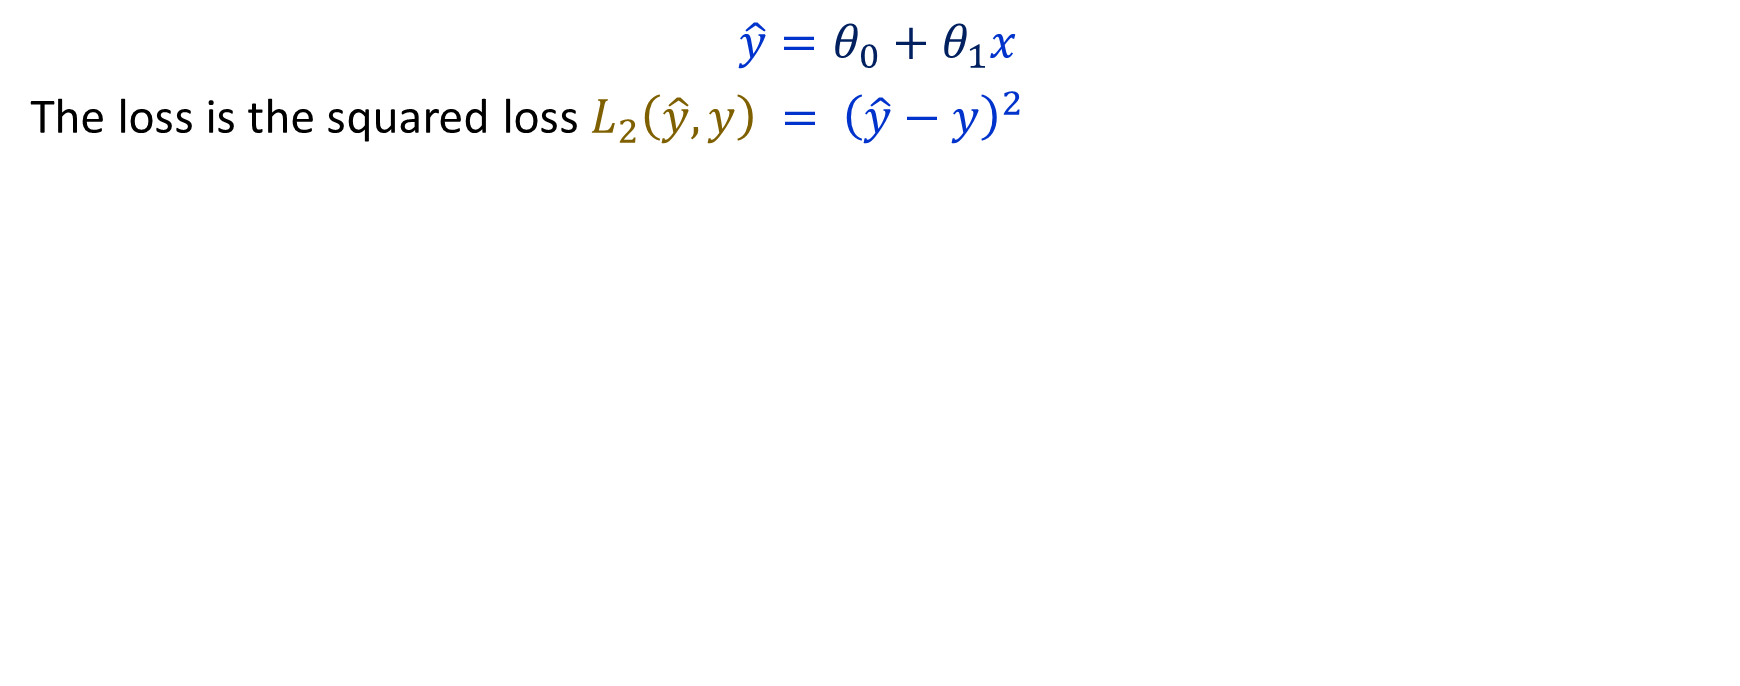 ŷ = θ₀ + θ₁x
The loss is the squared loss L₂(ŷ, y) = (ŷ − y)²